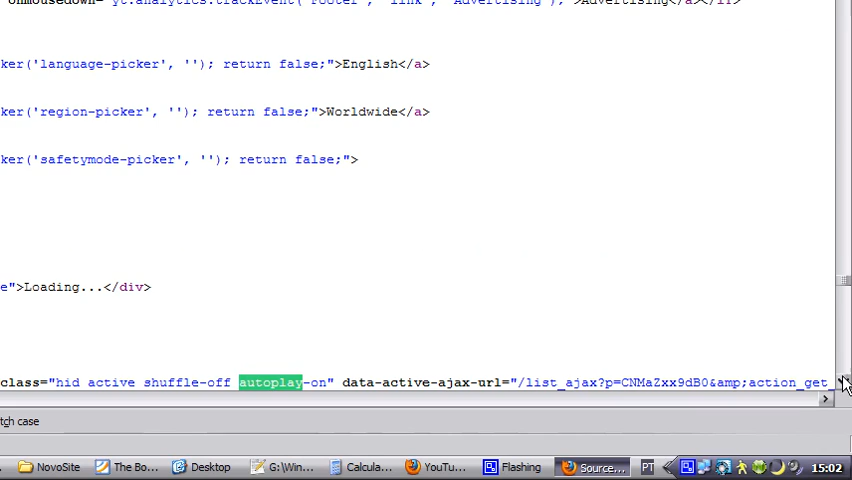 onmousedown="yt.analytics.trackEvent('Footer', 'link', 'Advertising');">Advertising</a></li>
ker('language-picker', ''); return false;">English</a>
ker('region-picker', ''); return false;">Worldwide</a>
ker('safetymode-picker', ''); return false;">
e">Loading...</div>
class="hid active shuffle-off autoplay-on" data-active-ajax-url="/list_ajax?p=CNMaZxx9dB0&amp;action_get_
tch case
NovoSite The Bo... Desktop G:\Win... Calcula... YouTu... Flashing Source... PT 15:02